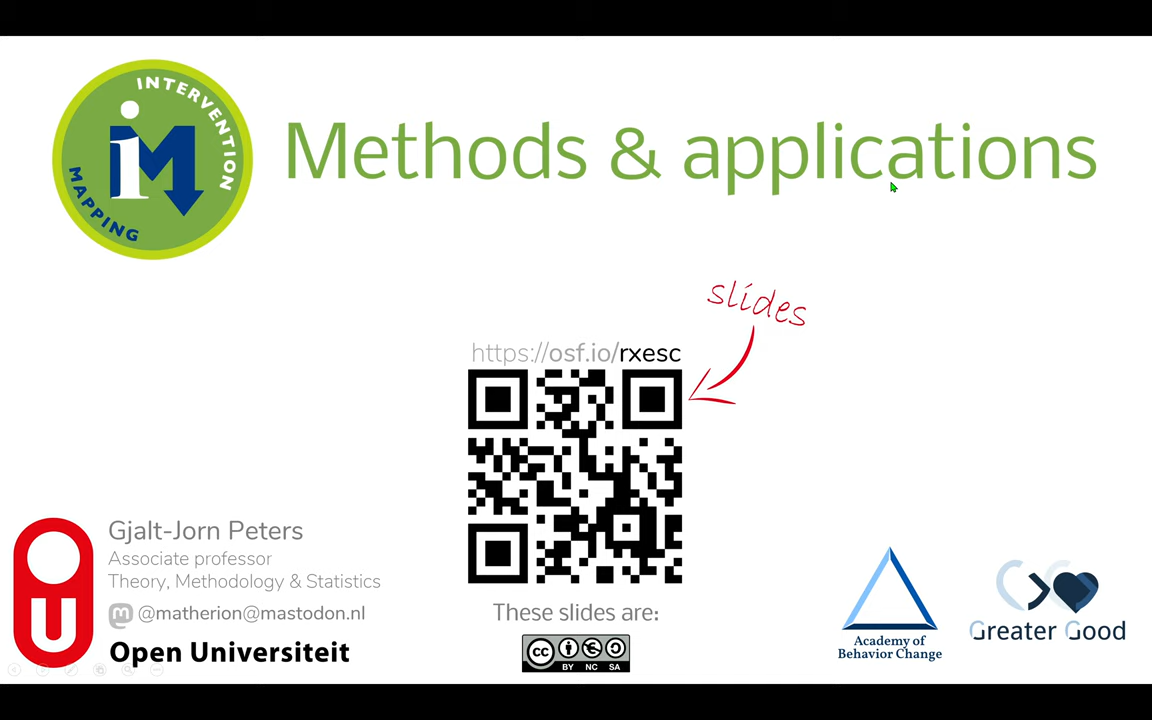 INTERVENTION
MAPPING
iM
Methods & applications
slides
https://osf.io/rxesc
Gjalt-Jorn Peters
Associate professor
Theory, Methodology & Statistics
@matherion@mastodon.nl
Open Universiteit
These slides are:
cc
BY NC SA
Academy of
Behavior Change
Greater Good